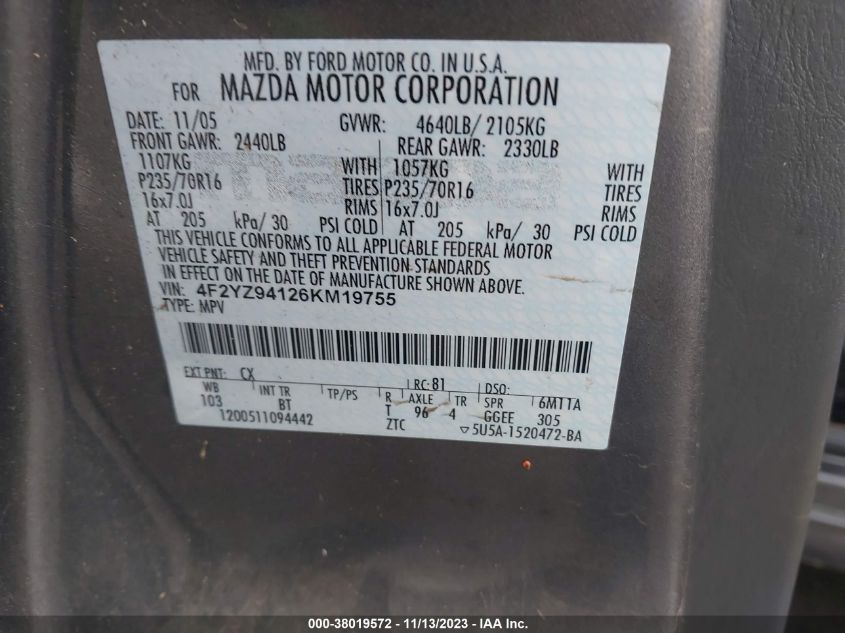 MFD. BY FORD MOTOR CO. IN U.S.A.
FOR MAZDA MOTOR CORPORATION
DATE: 11/05 GVWR: 4640LB/ 2105KG
FRONT GAWR: 2440LB REAR GAWR: 2330LB
1107KG WITH 1057KG WITH
P235/70R16 TIRES P235/70R16 TIRES
16x7.0J RIMS 16x7.0J RIMS
AT 205 kPa/ 30 PSI COLD AT 205 kPa/ 30 PSI COLD
THIS VEHICLE CONFORMS TO ALL APPLICABLE FEDERAL MOTOR
VEHICLE SAFETY AND THEFT PREVENTION STANDARDS
IN EFFECT ON THE DATE OF MANUFACTURE SHOWN ABOVE.
VIN: 4F2YZ94126KM19755
TYPE: MPV
EXT PNT: CX RC: 81 DSO:
WB INT TR TP/PS R AXLE TR SPR 6M11A
103 BT T 96 4 GGEE 305
1200511094442 ZTC ▽5U5A-1520472-BA
000-38019572 - 11/13/2023 - IAA Inc.